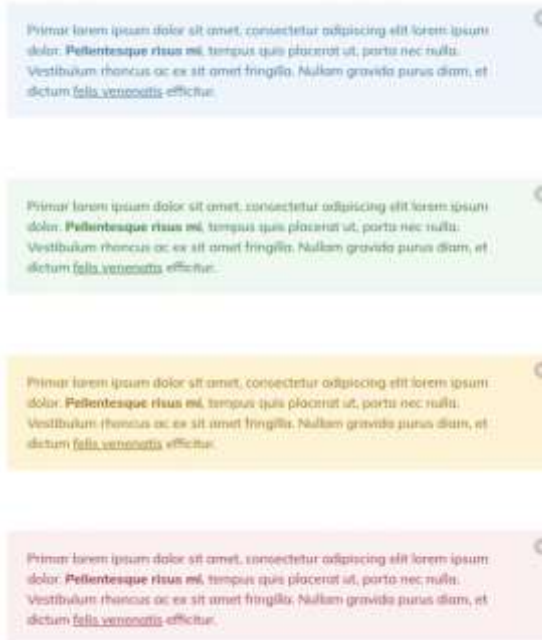 Primar lorem ipsum dolor sit amet, consectetur adipiscing elit lorem ipsum
dolor. Pellentesque risus mi, tempus quis placerat ut, porta nec nulla.
Vestibulum rhoncus ac ex sit amet fringilla. Nullam gravida purus diam, et
dictum felis venenatis efficitur.
Primar lorem ipsum dolor sit amet, consectetur adipiscing elit lorem ipsum
dolor. Pellentesque risus mi, tempus quis placerat ut, porta nec nulla.
Vestibulum rhoncus ac ex sit amet fringilla. Nullam gravida purus diam, et
dictum felis venenatis efficitur.
Primar lorem ipsum dolor sit amet, consectetur adipiscing elit lorem ipsum
dolor. Pellentesque risus mi, tempus quis placerat ut, porta nec nulla.
Vestibulum rhoncus ac ex sit amet fringilla. Nullam gravida purus diam, et
dictum felis venenatis efficitur.
Primar lorem ipsum dolor sit amet, consectetur adipiscing elit lorem ipsum
dolor. Pellentesque risus mi, tempus quis placerat ut, porta nec nulla.
Vestibulum rhoncus ac ex sit amet fringilla. Nullam gravida purus diam, et
dictum felis venenatis efficitur.